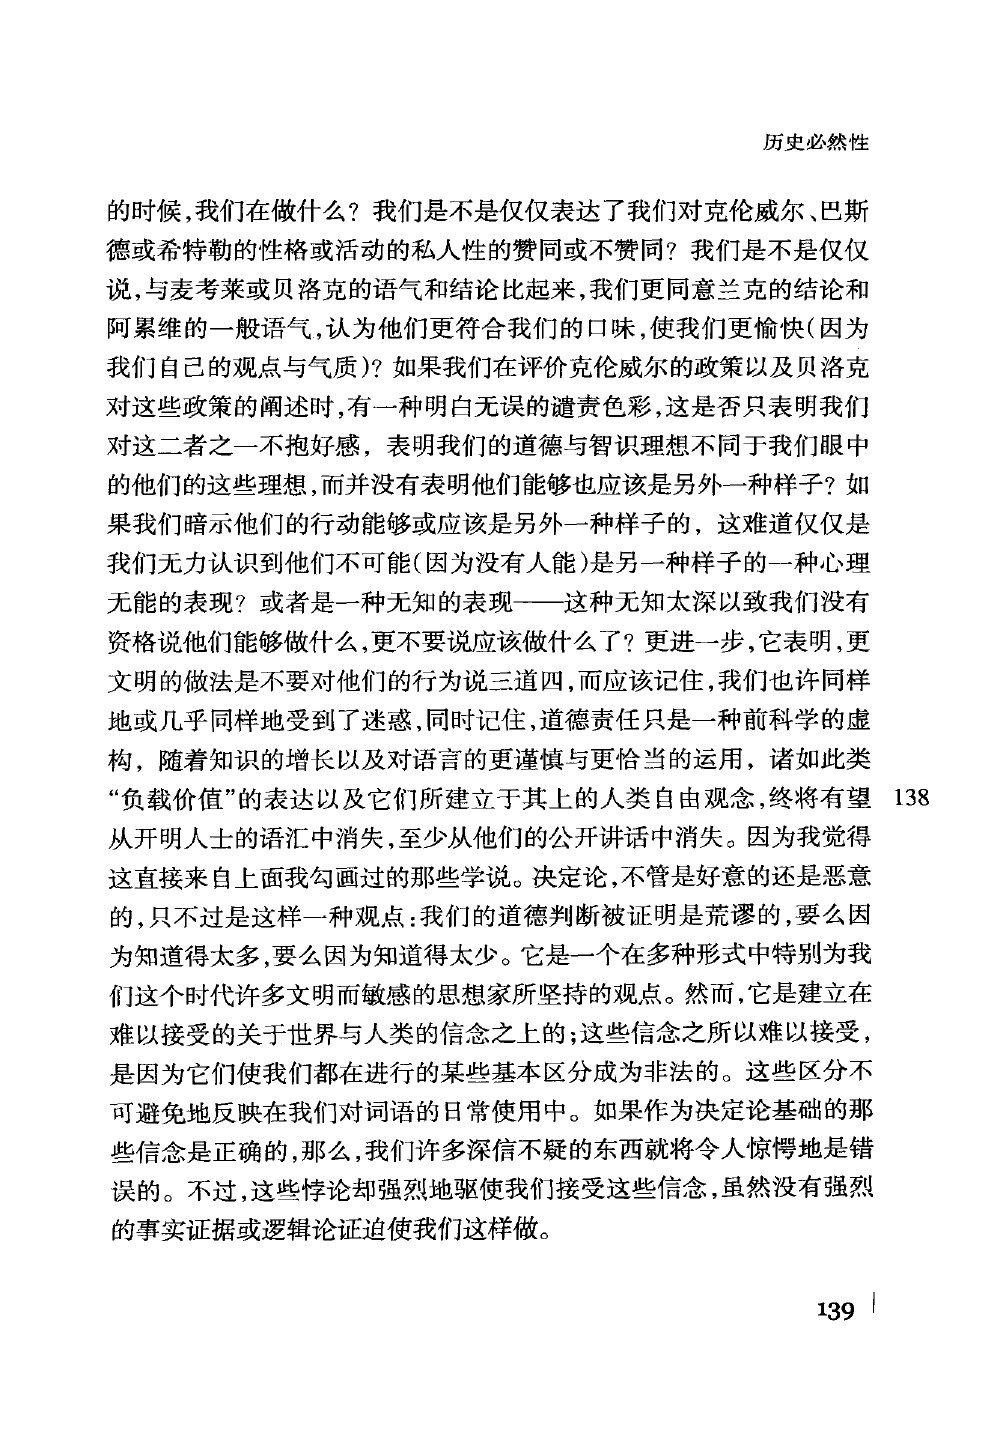 历史必然性
的时候,我们在做什么？我们是不是仅仅表达了我们对克伦威尔、巴斯
德或希特勒的性格或活动的私人性的赞同或不赞同？我们是不是仅仅
说,与麦考莱或贝洛克的语气和结论比起来,我们更同意兰克的结论和
阿累维的一般语气,认为他们更符合我们的口味,使我们更愉快(因为
我们自己的观点与气质)？如果我们在评价克伦威尔的政策以及贝洛克
对这些政策的阐述时,有一种明白无误的谴责色彩,这是否只表明我们
对这二者之一不抱好感，表明我们的道德与智识理想不同于我们眼中
的他们的这些理想,而并没有表明他们能够也应该是另外一种样子？如
果我们暗示他们的行动能够或应该是另外一种样子的，这难道仅仅是
我们无力认识到他们不可能(因为没有人能)是另一种样子的一种心理
无能的表现？或者是一种无知的表现——这种无知太深以致我们没有
资格说他们能够做什么,更不要说应该做什么了？更进一步,它表明,更
文明的做法是不要对他们的行为说三道四,而应该记住,我们也许同样
地或几乎同样地受到了迷惑,同时记住,道德责任只是一种前科学的虚
构，随着知识的增长以及对语言的更谨慎与更恰当的运用，诸如此类
“负载价值”的表达以及它们所建立于其上的人类自由观念,终将有望 138
从开明人士的语汇中消失,至少从他们的公开讲话中消失。因为我觉得
这直接来自上面我勾画过的那些学说。决定论,不管是好意的还是恶意
的,只不过是这样一种观点:我们的道德判断被证明是荒谬的,要么因
为知道得太多,要么因为知道得太少。它是一个在多种形式中特别为我
们这个时代许多文明而敏感的思想家所坚持的观点。然而,它是建立在
难以接受的关于世界与人类的信念之上的;这些信念之所以难以接受,
是因为它们使我们都在进行的某些基本区分成为非法的。这些区分不
可避免地反映在我们对词语的日常使用中。如果作为决定论基础的那
些信念是正确的,那么,我们许多深信不疑的东西就将令人惊愕地是错
误的。不过,这些悖论却强烈地驱使我们接受这些信念,虽然没有强烈
的事实证据或逻辑论证迫使我们这样做。
139